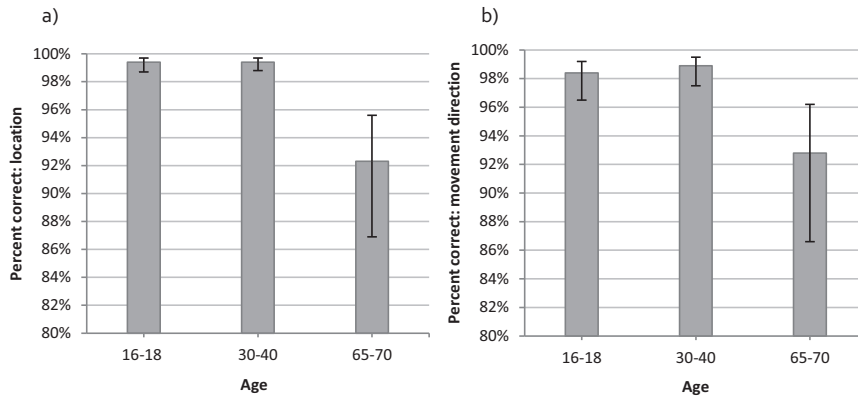 a)
Percent correct: location
100%
98%
96%
94%
92%
90%
88%
86%
84%
82%
80%
16-18 30-40 65-70
Age
b)
Percent correct: movement direction
100%
98%
96%
94%
92%
90%
88%
86%
84%
82%
80%
16-18 30-40 65-70
Age